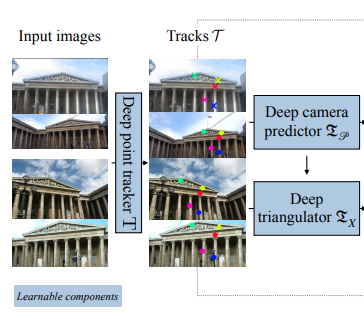 Input images
Tracks 𝒯
Deep point tracker T
Deep camera
predictor 𝔗𝒫
Deep
triangulator 𝔗X
Learnable components